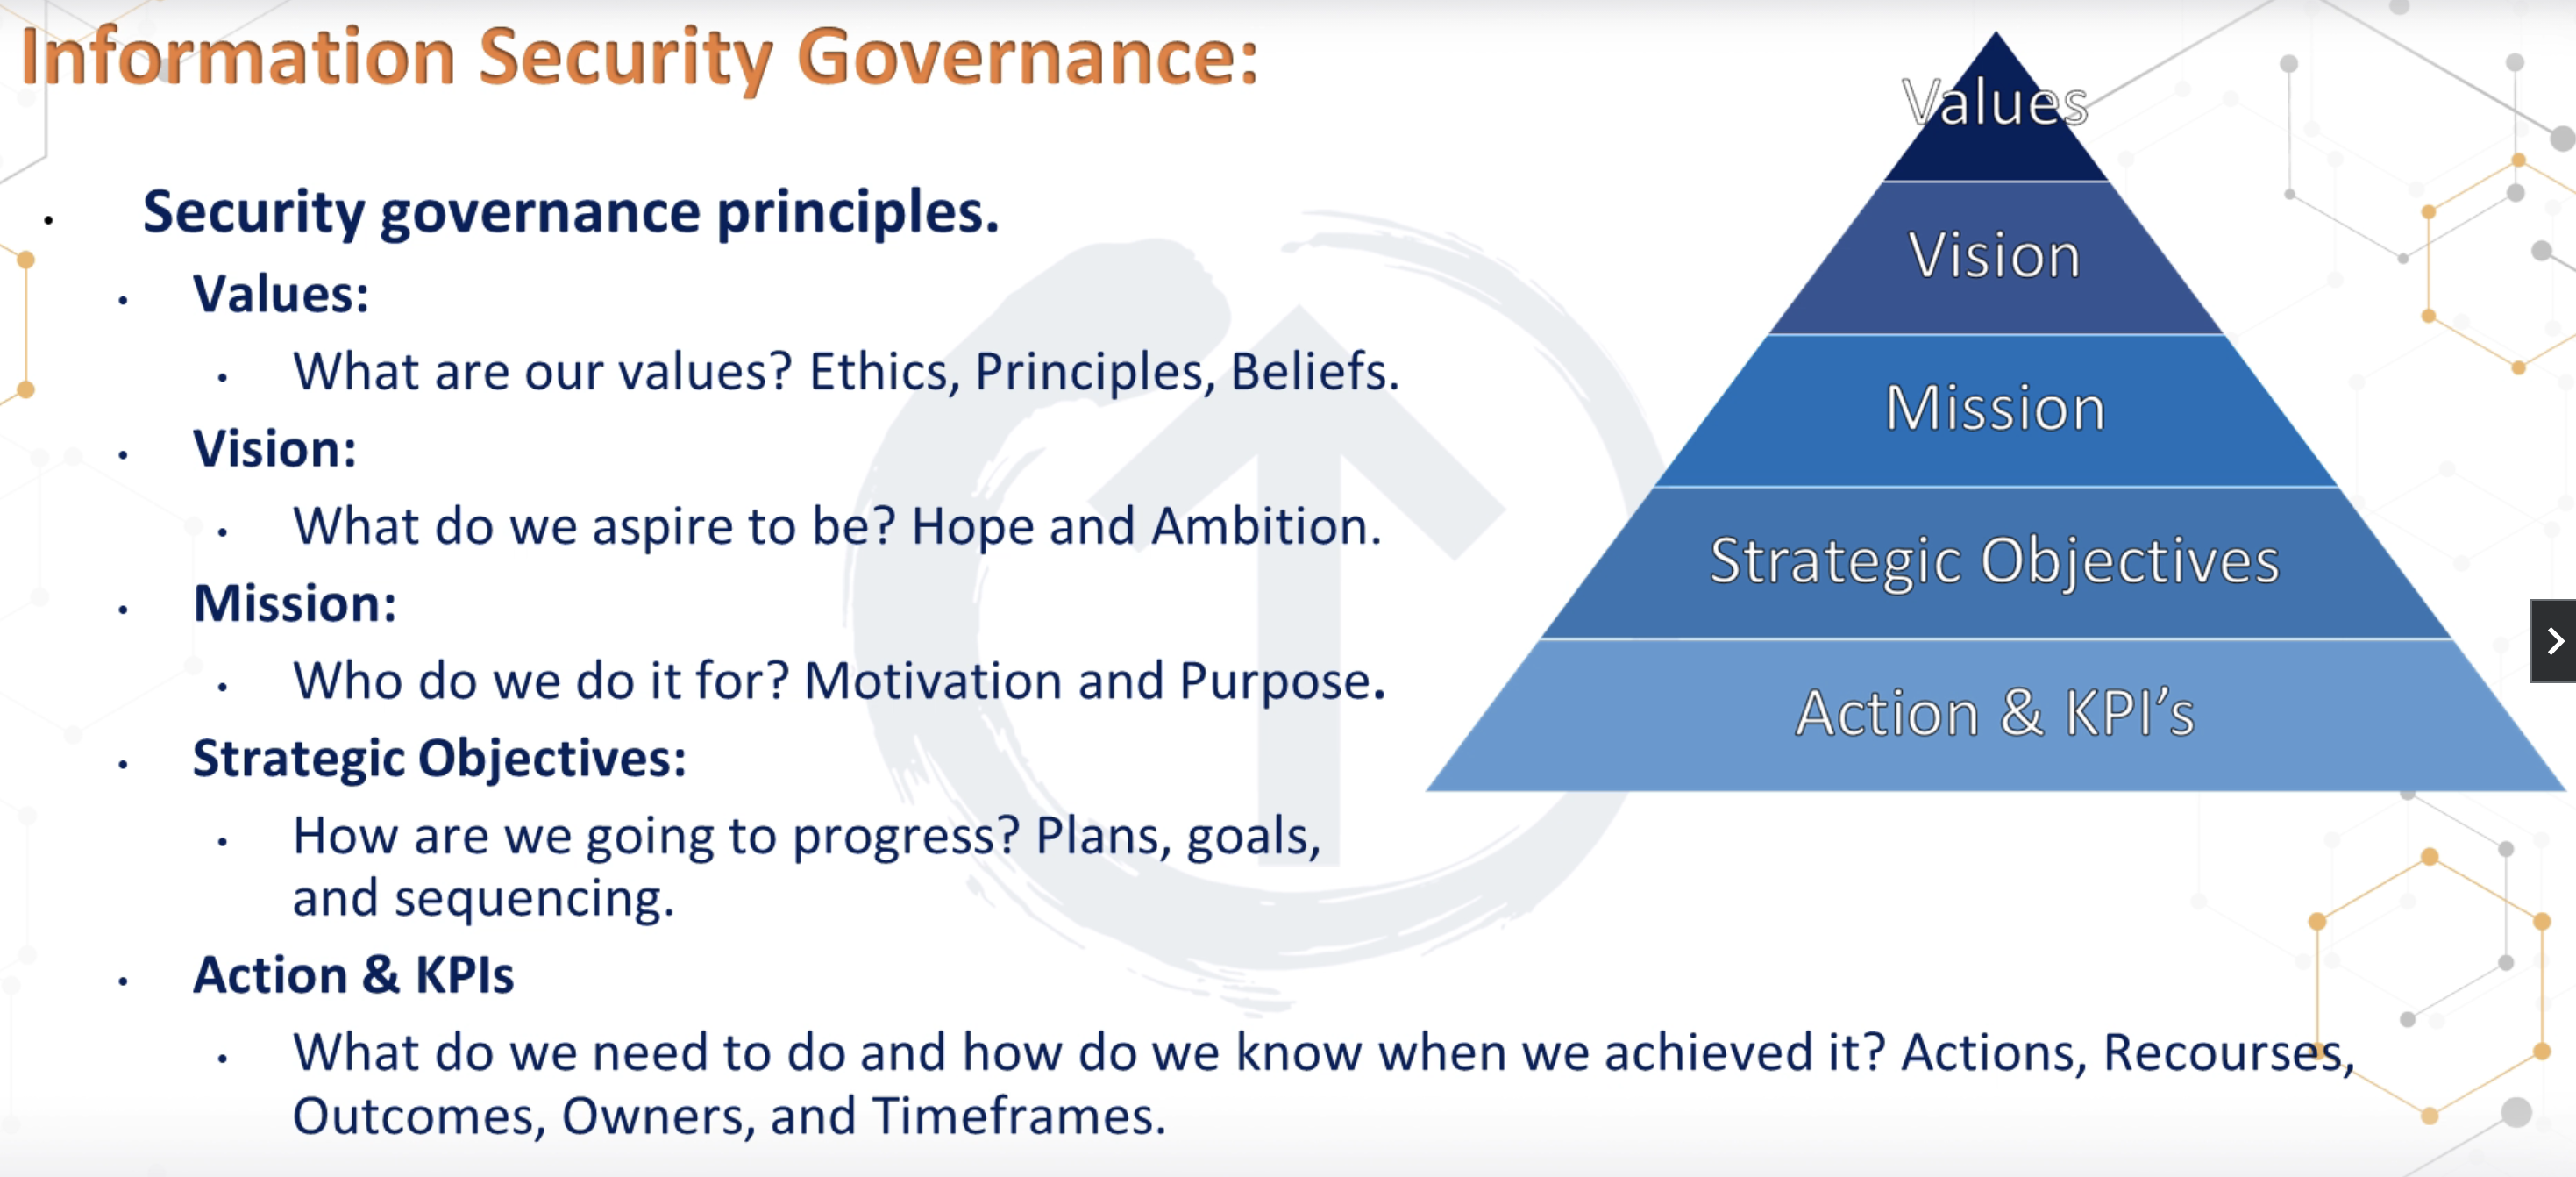 Information Security Governance:
Security governance principles.
Values:
What are our values? Ethics, Principles, Beliefs.
Vision:
What do we aspire to be? Hope and Ambition.
Mission:
Who do we do it for? Motivation and Purpose.
Strategic Objectives:
How are we going to progress? Plans, goals,
and sequencing.
Action & KPIs
What do we need to do and how do we know when we achieved it? Actions, Recourses,
Outcomes, Owners, and Timeframes.
Values
Vision
Mission
Strategic Objectives
Action & KPI’s